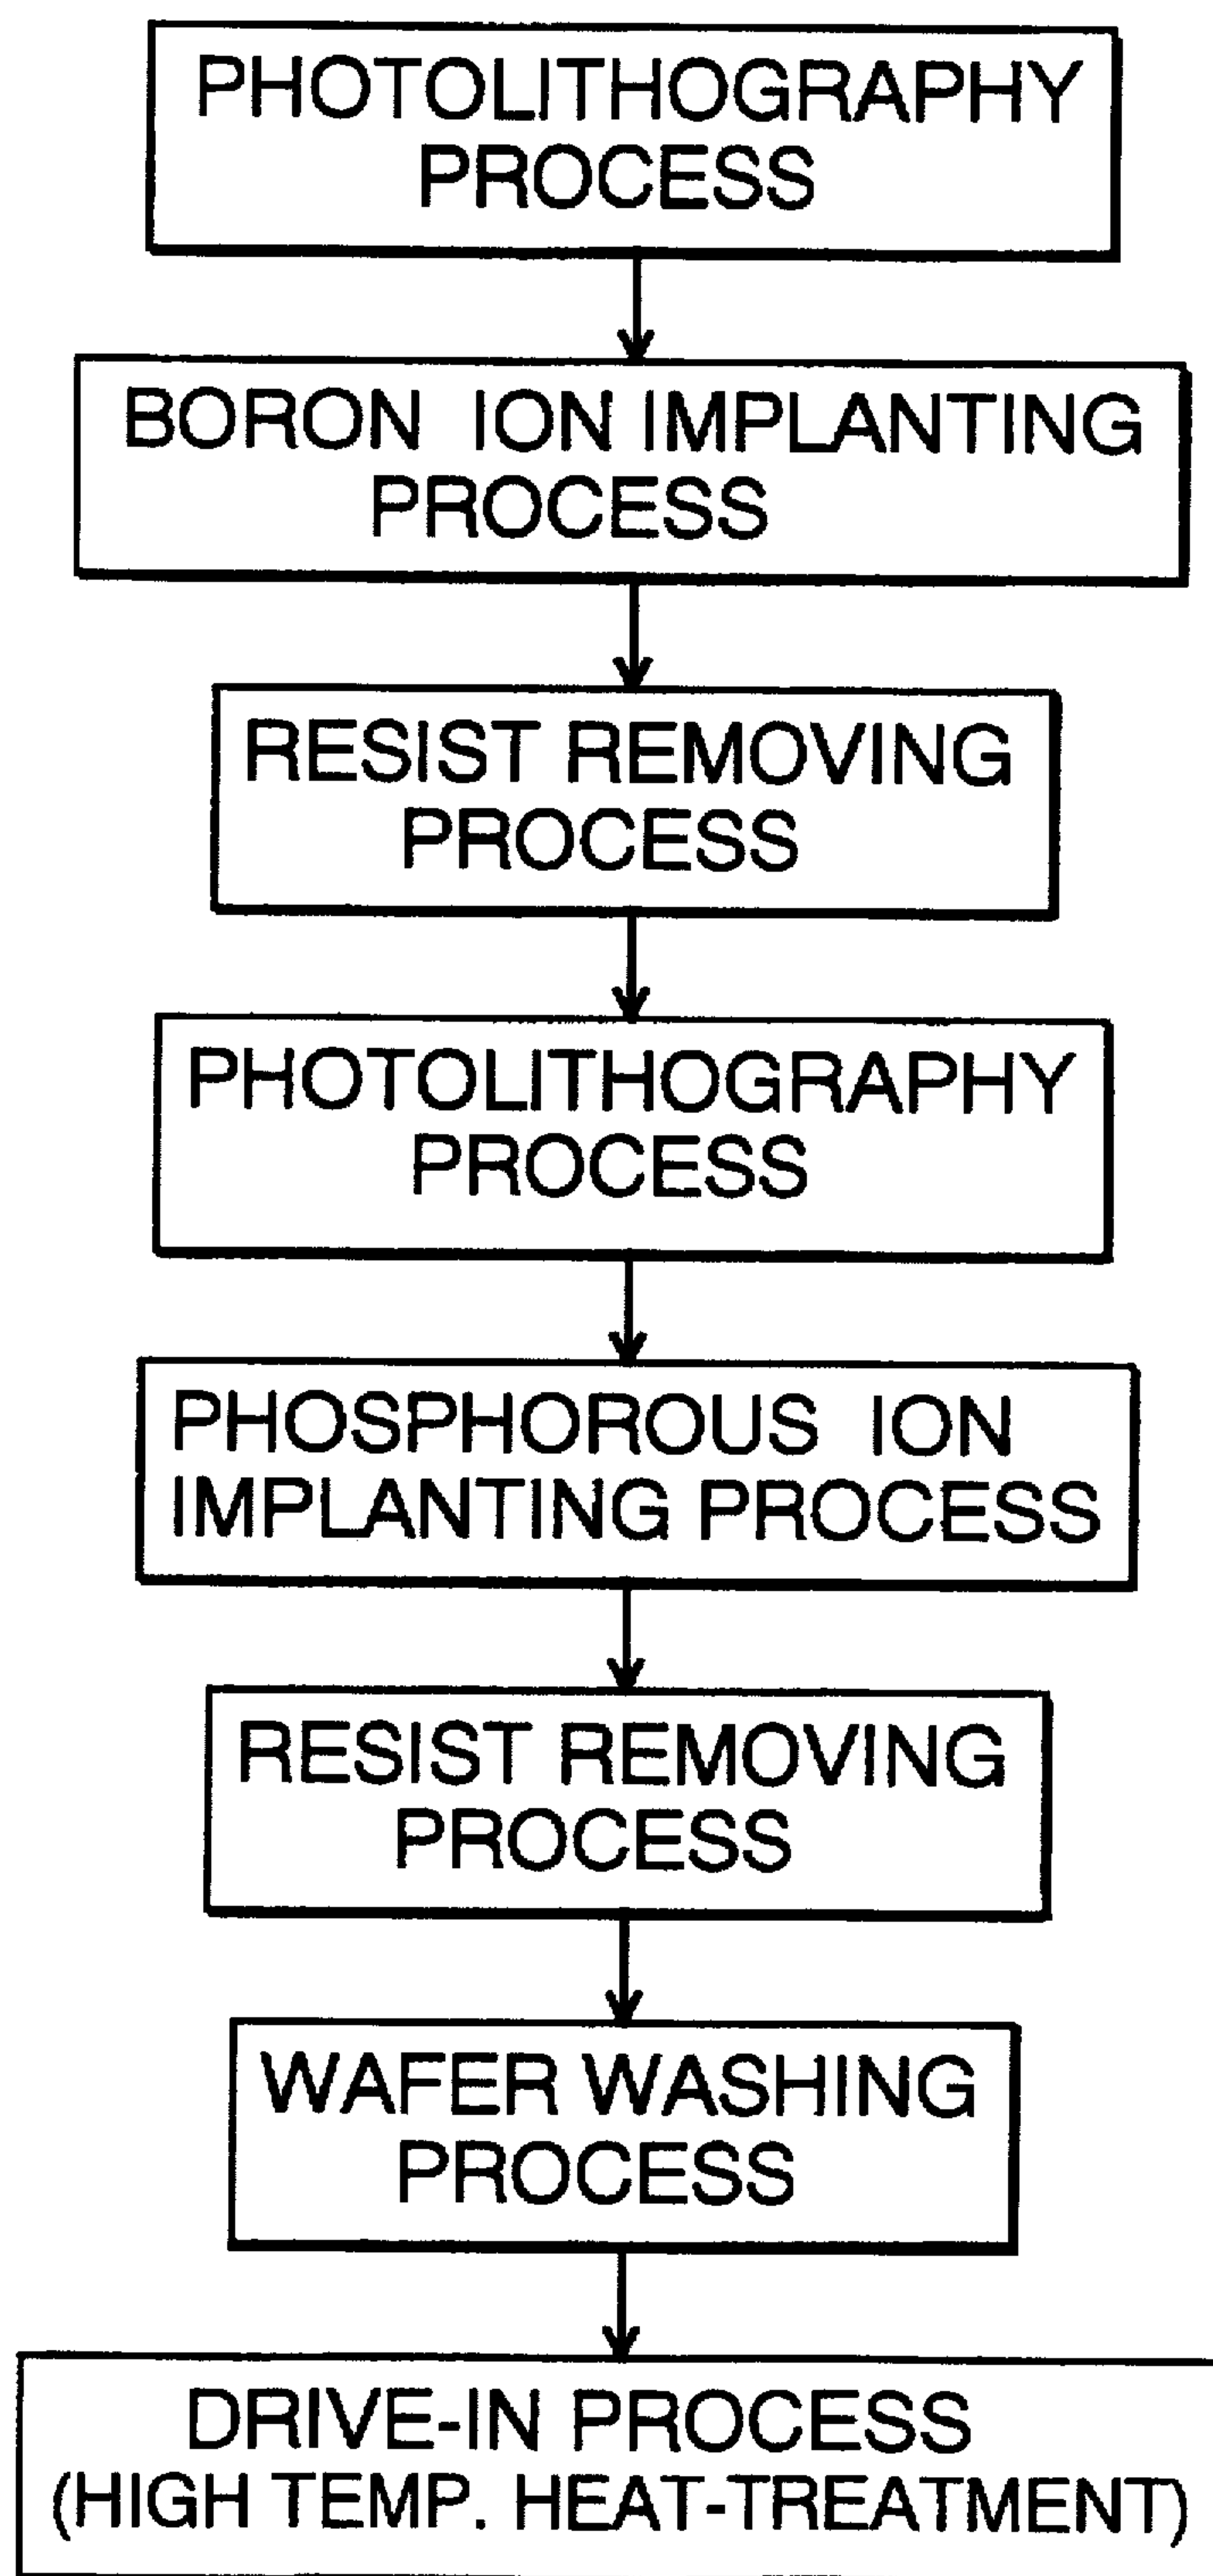 PHOTOLITHOGRAPHY
PROCESS
BORON ION IMPLANTING
PROCESS
RESIST REMOVING
PROCESS
PHOTOLITHOGRAPHY
PROCESS
PHOSPHOROUS ION
IMPLANTING PROCESS
RESIST REMOVING
PROCESS
WAFER WASHING
PROCESS
DRIVE-IN PROCESS
(HIGH TEMP. HEAT-TREATMENT)